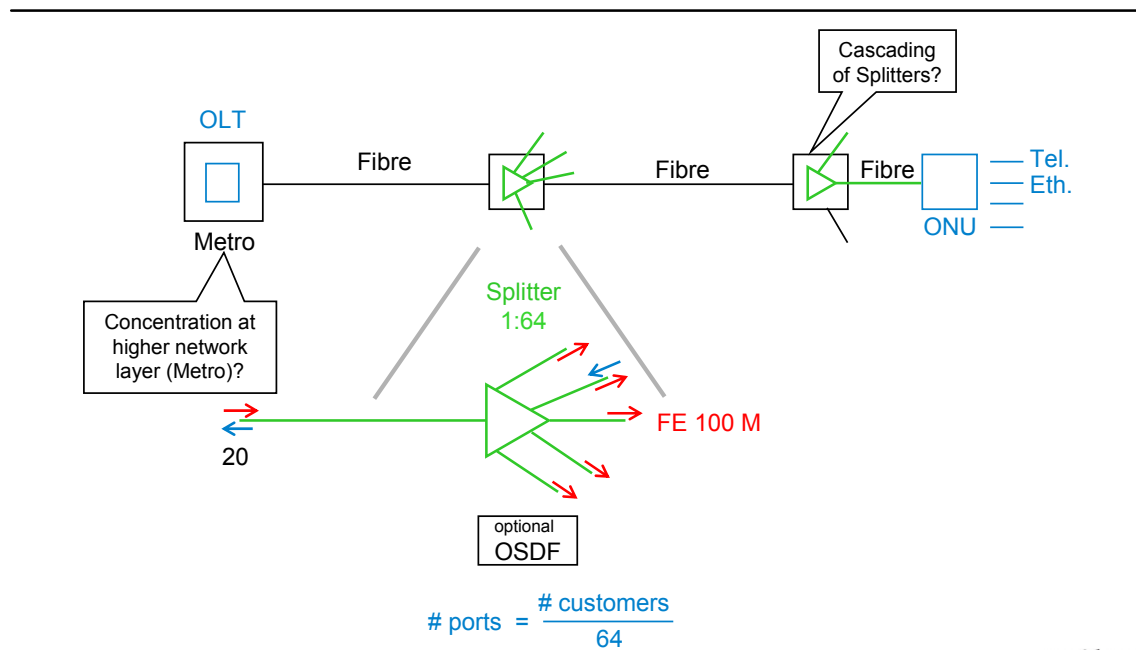 Cascading
of Splitters?
OLT
Fibre
Fibre
Fibre
Tel.
Eth.
ONU
Metro
Concentration at
higher network
layer (Metro)?
Splitter
1:64
FE 100 M
20
optional
OSDF
# ports = # customers
64